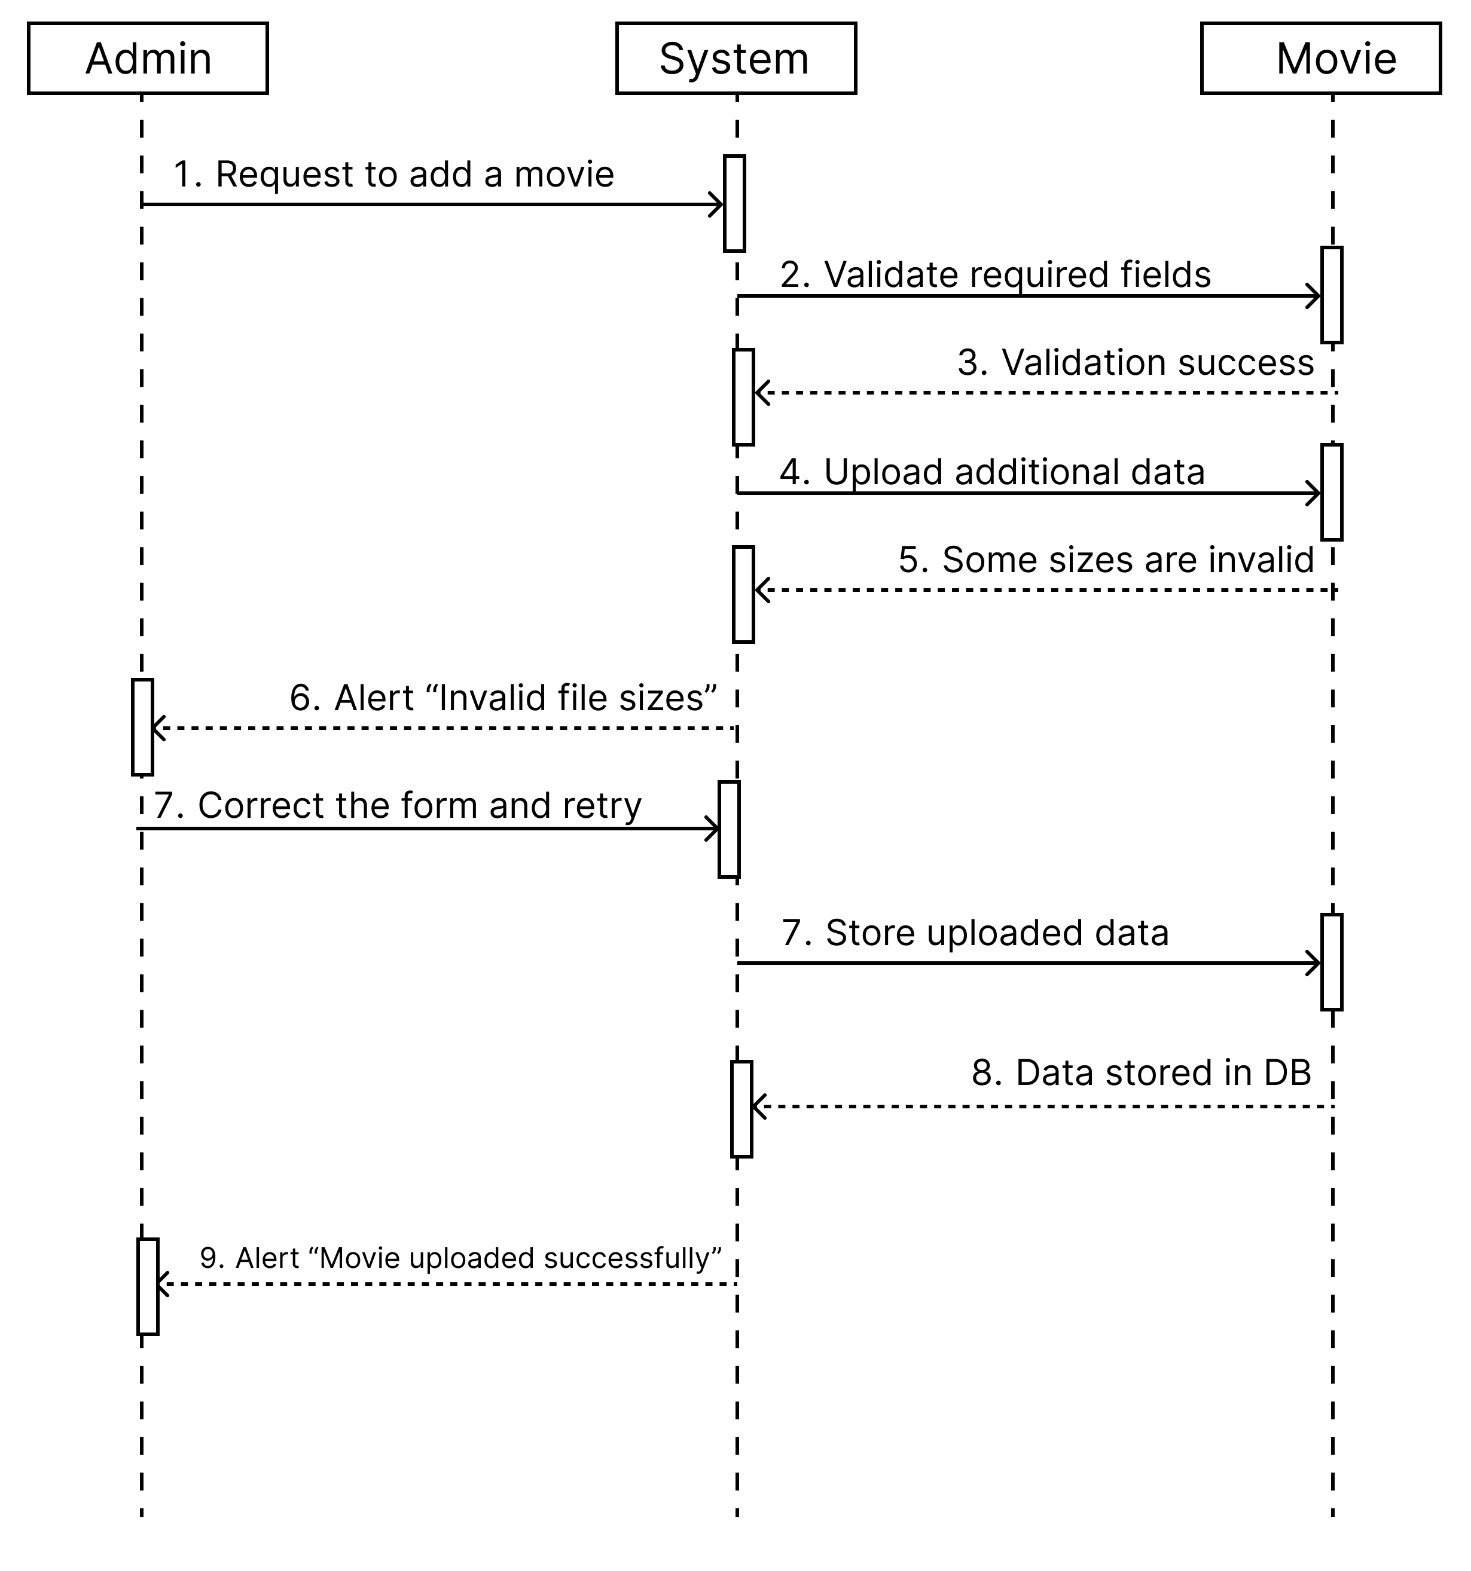 Admin
System
Movie
1. Request to add a movie
2. Validate required fields
3. Validation success
4. Upload additional data
5. Some sizes are invalid
6. Alert “Invalid file sizes”
7. Correct the form and retry
7. Store uploaded data
8. Data stored in DB
9. Alert “Movie uploaded successfully”